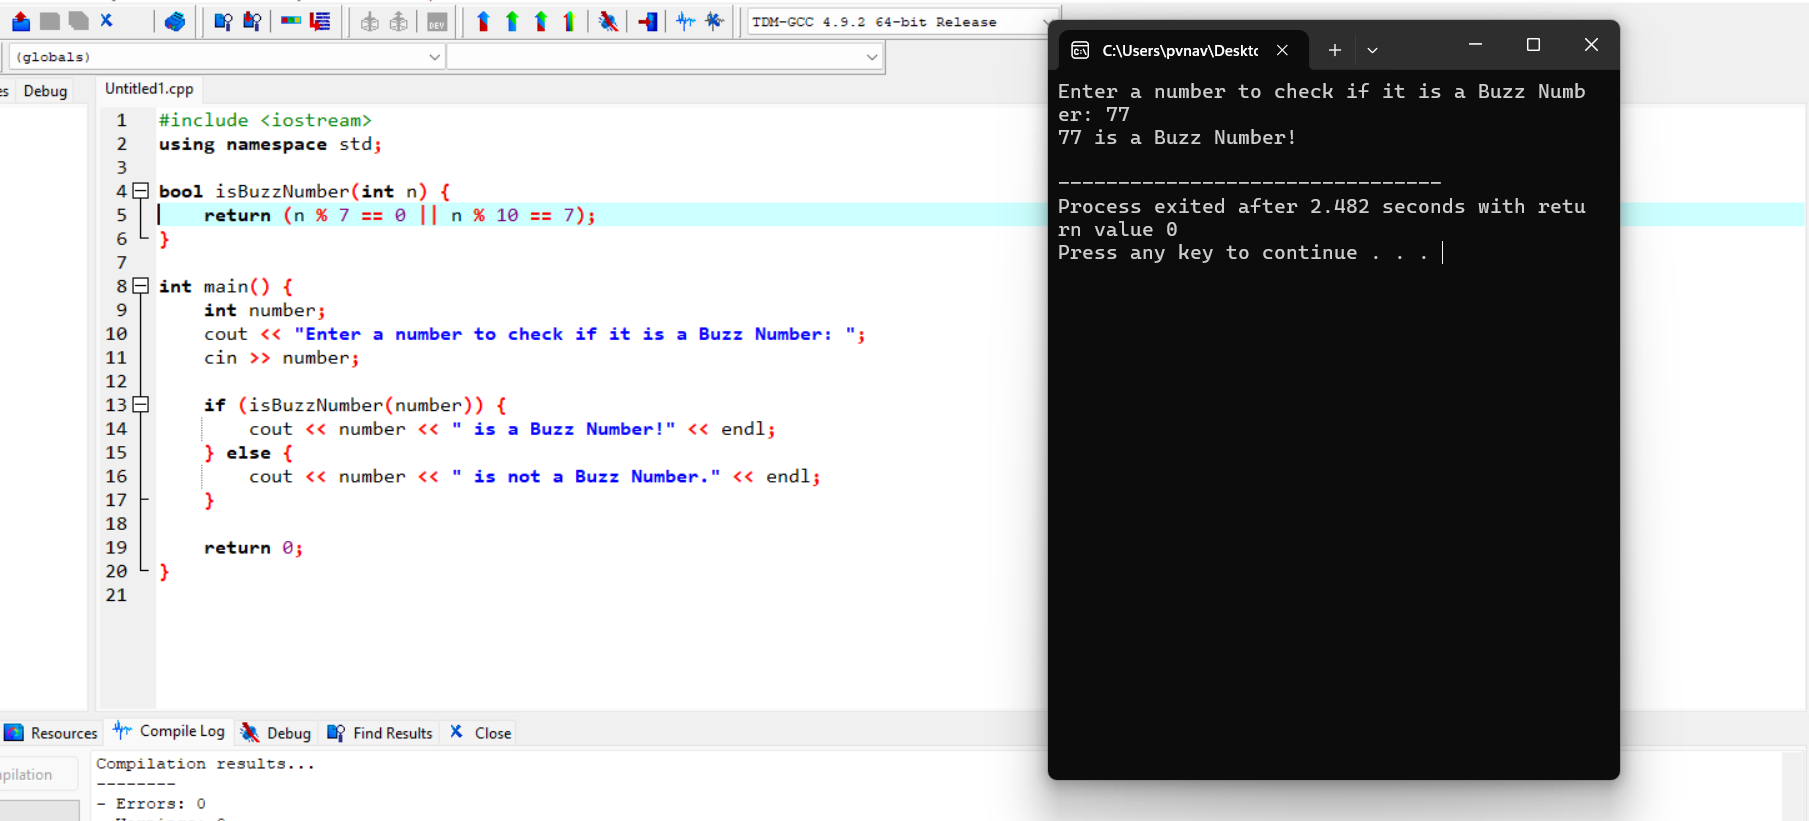 TDM-GCC 4.9.2 64-bit Release
(globals)
Debug
Untitled1.cpp
1 #include <iostream>
2 using namespace std;
3
4 bool isBuzzNumber(int n) {
5 return (n % 7 == 0 || n % 10 == 7);
6 }
7
8 int main() {
9 int number;
10 cout << "Enter a number to check if it is a Buzz Number: ";
11 cin >> number;
12
13 if (isBuzzNumber(number)) {
14 cout << number << " is a Buzz Number!" << endl;
15 } else {
16 cout << number << " is not a Buzz Number." << endl;
17 }
18
19 return 0;
20 }
21
C:\Users\pvnav\Deskto
Enter a number to check if it is a Buzz Numb
er: 77
77 is a Buzz Number!
--------------------------------
Process exited after 2.482 seconds with retu
rn value 0
Press any key to continue . . .
Resources Compile Log Debug Find Results Close
Compilation results...
--------
- Errors: 0